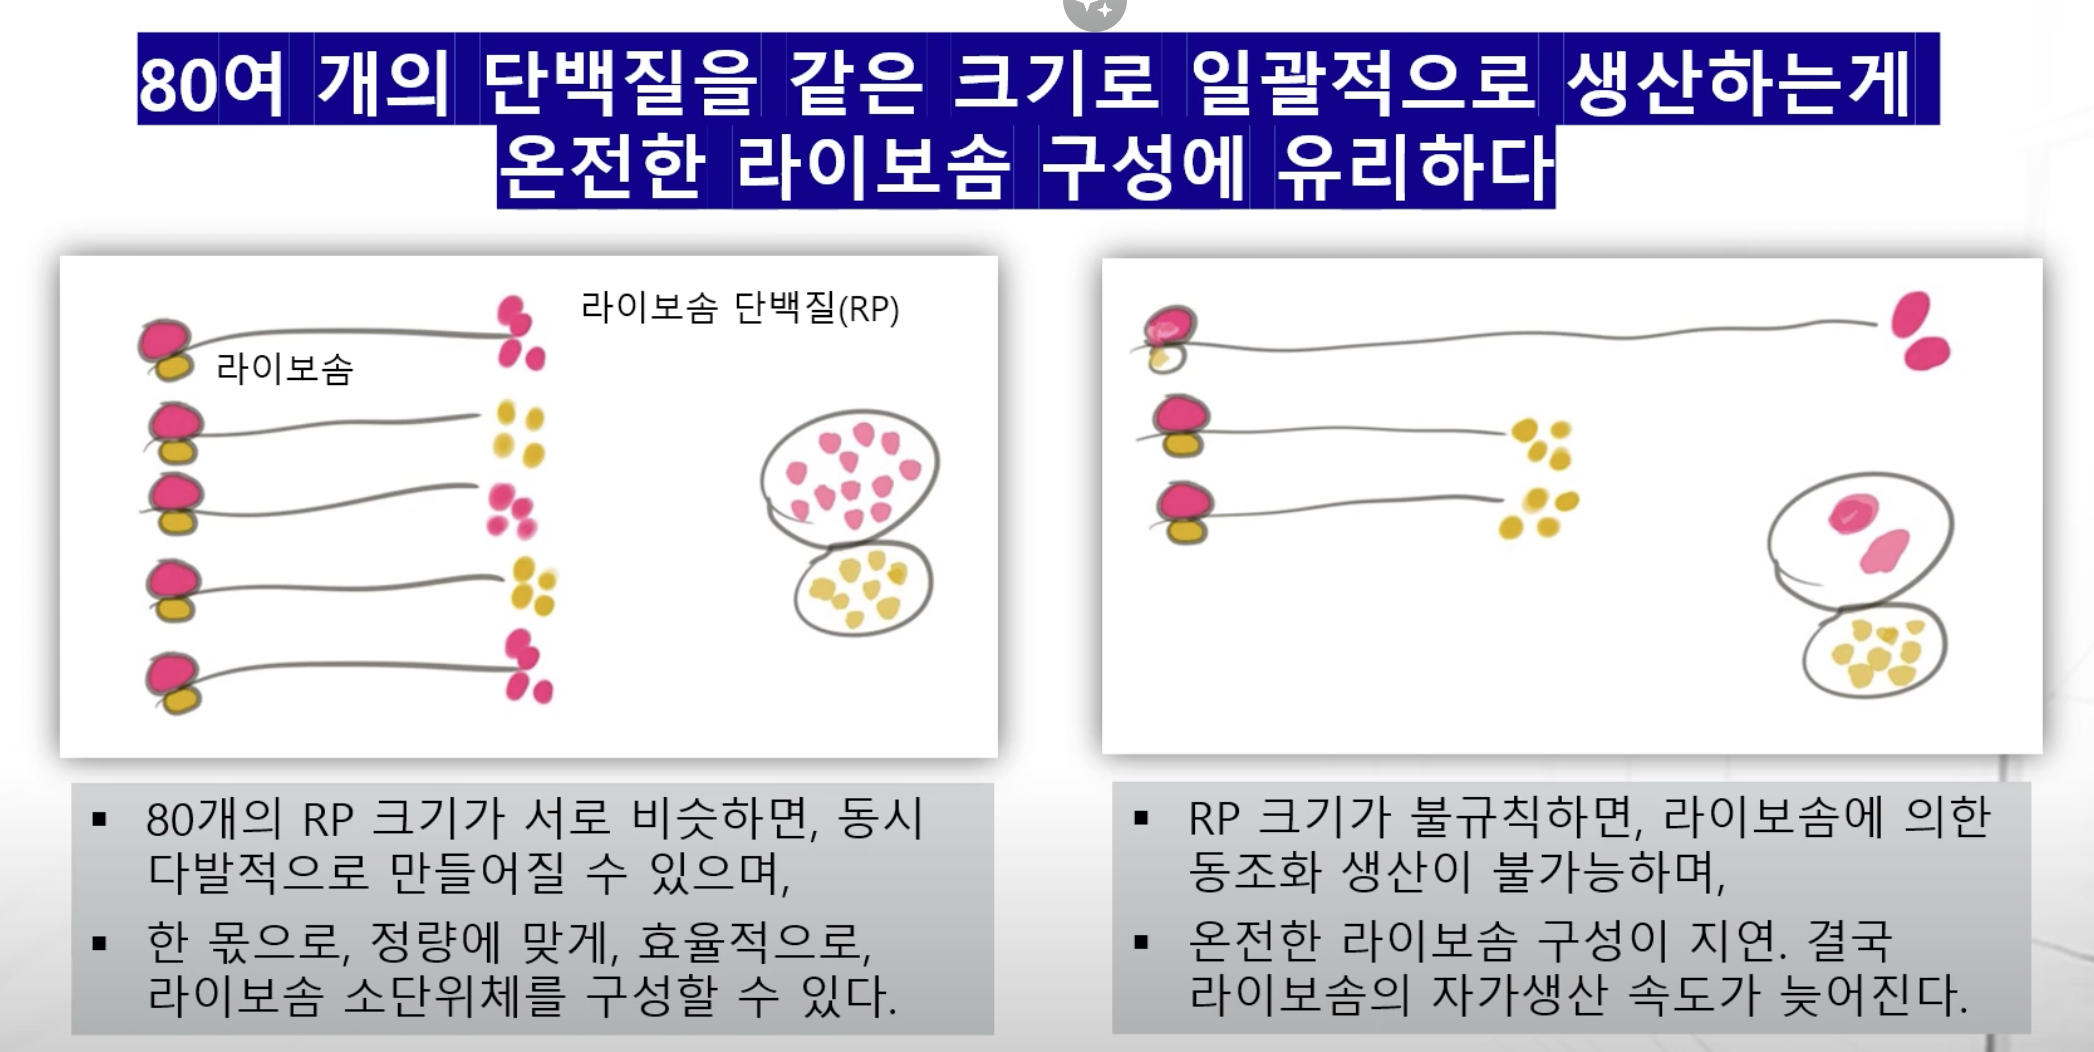 80여 개의 단백질을 같은 크기로 일괄적으로 생산하는게
온전한 라이보솜 구성에 유리하다
라이보솜 단백질(RP)
라이보솜
▪ 80개의 RP 크기가 서로 비슷하면, 동시
다발적으로 만들어질 수 있으며,
▪ 한 몫으로, 정량에 맞게, 효율적으로,
라이보솜 소단위체를 구성할 수 있다.
▪ RP 크기가 불규칙하면, 라이보솜에 의한
동조화 생산이 불가능하며,
▪ 온전한 라이보솜 구성이 지연. 결국
라이보솜의 자가생산 속도가 늦어진다.